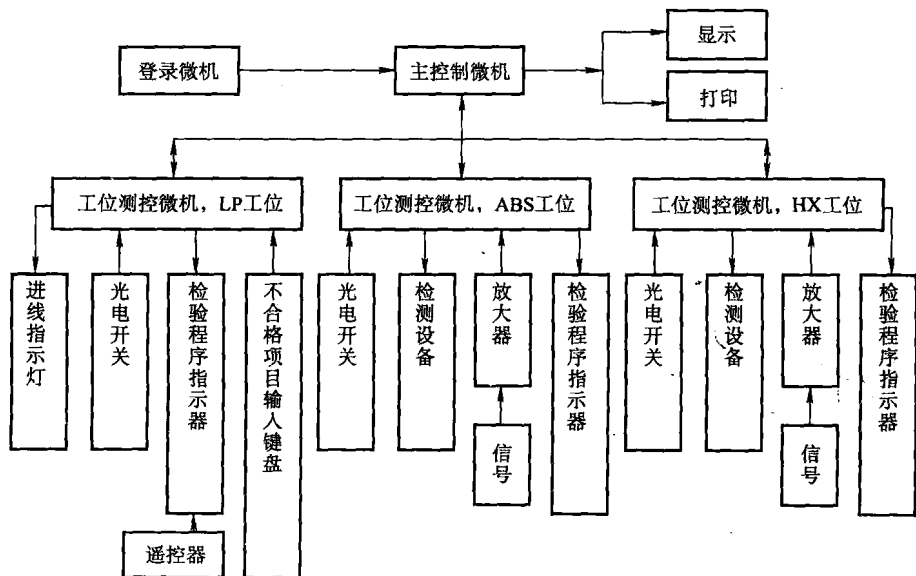 登录微机
主控制微机
显示
打印
工位测控微机，LP工位
工位测控微机，ABS工位
工位测控微机，HX工位
进线指示灯
光电开关
检验程序指示器
不合格项目输入键盘
光电开关
检测设备
放大器
检验程序指示器
光电开关
检测设备
放大器
检验程序指示器
信号
信号
遥控器